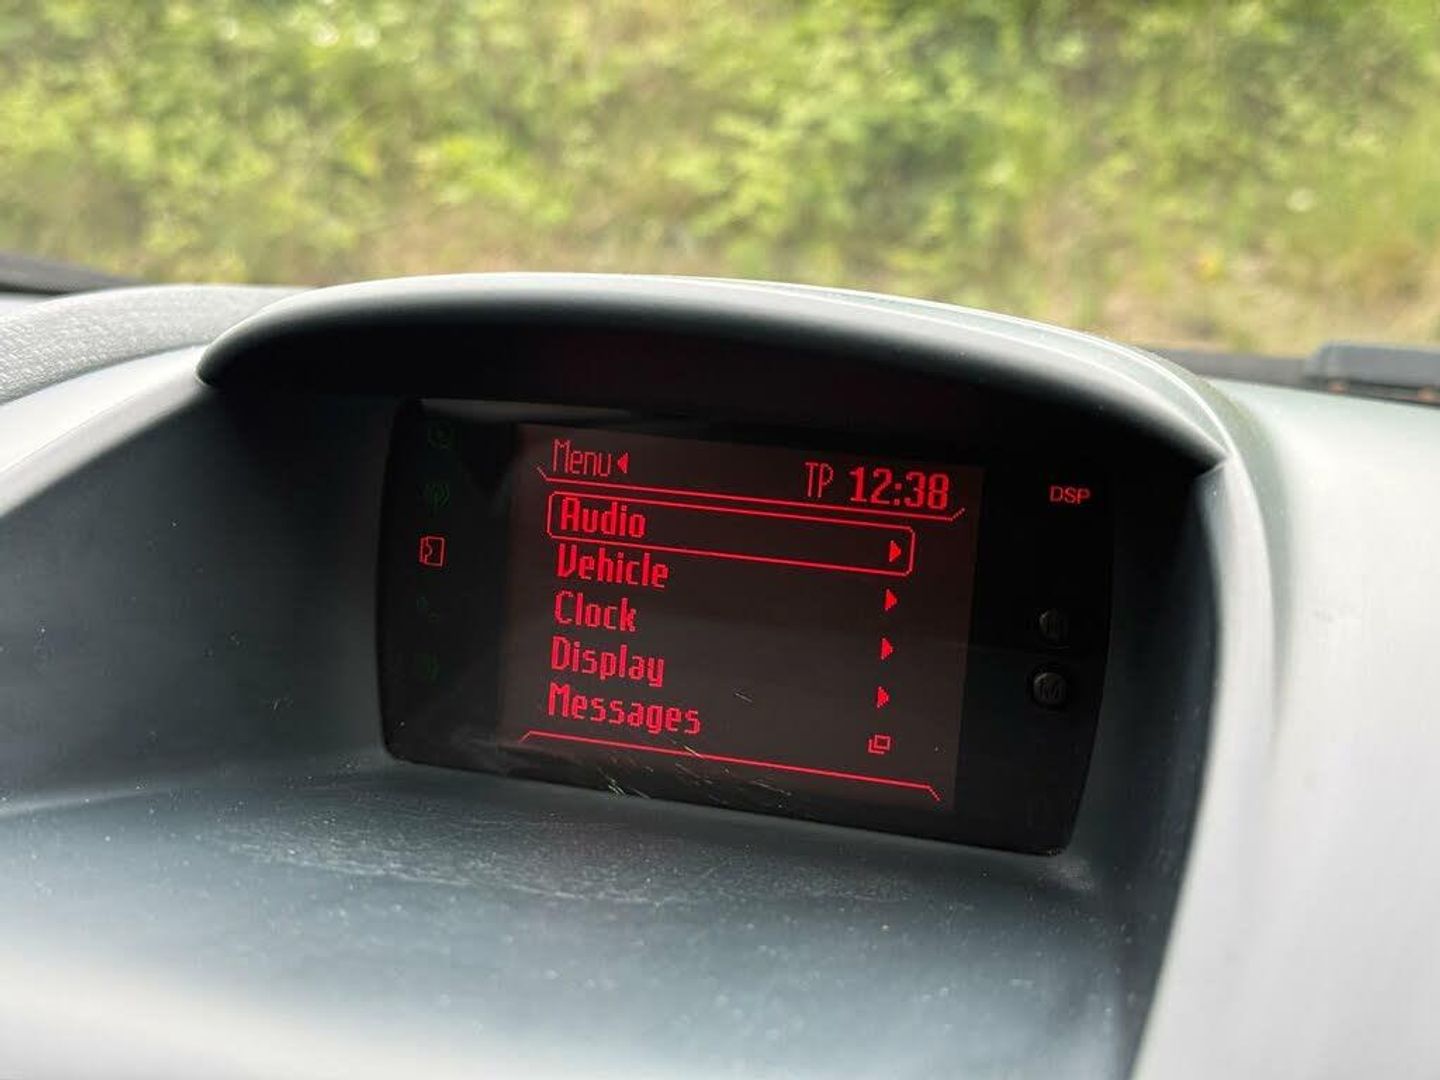 Menu
TP 12:38
DSP
Audio
Vehicle
Clock
Display
Messages
M